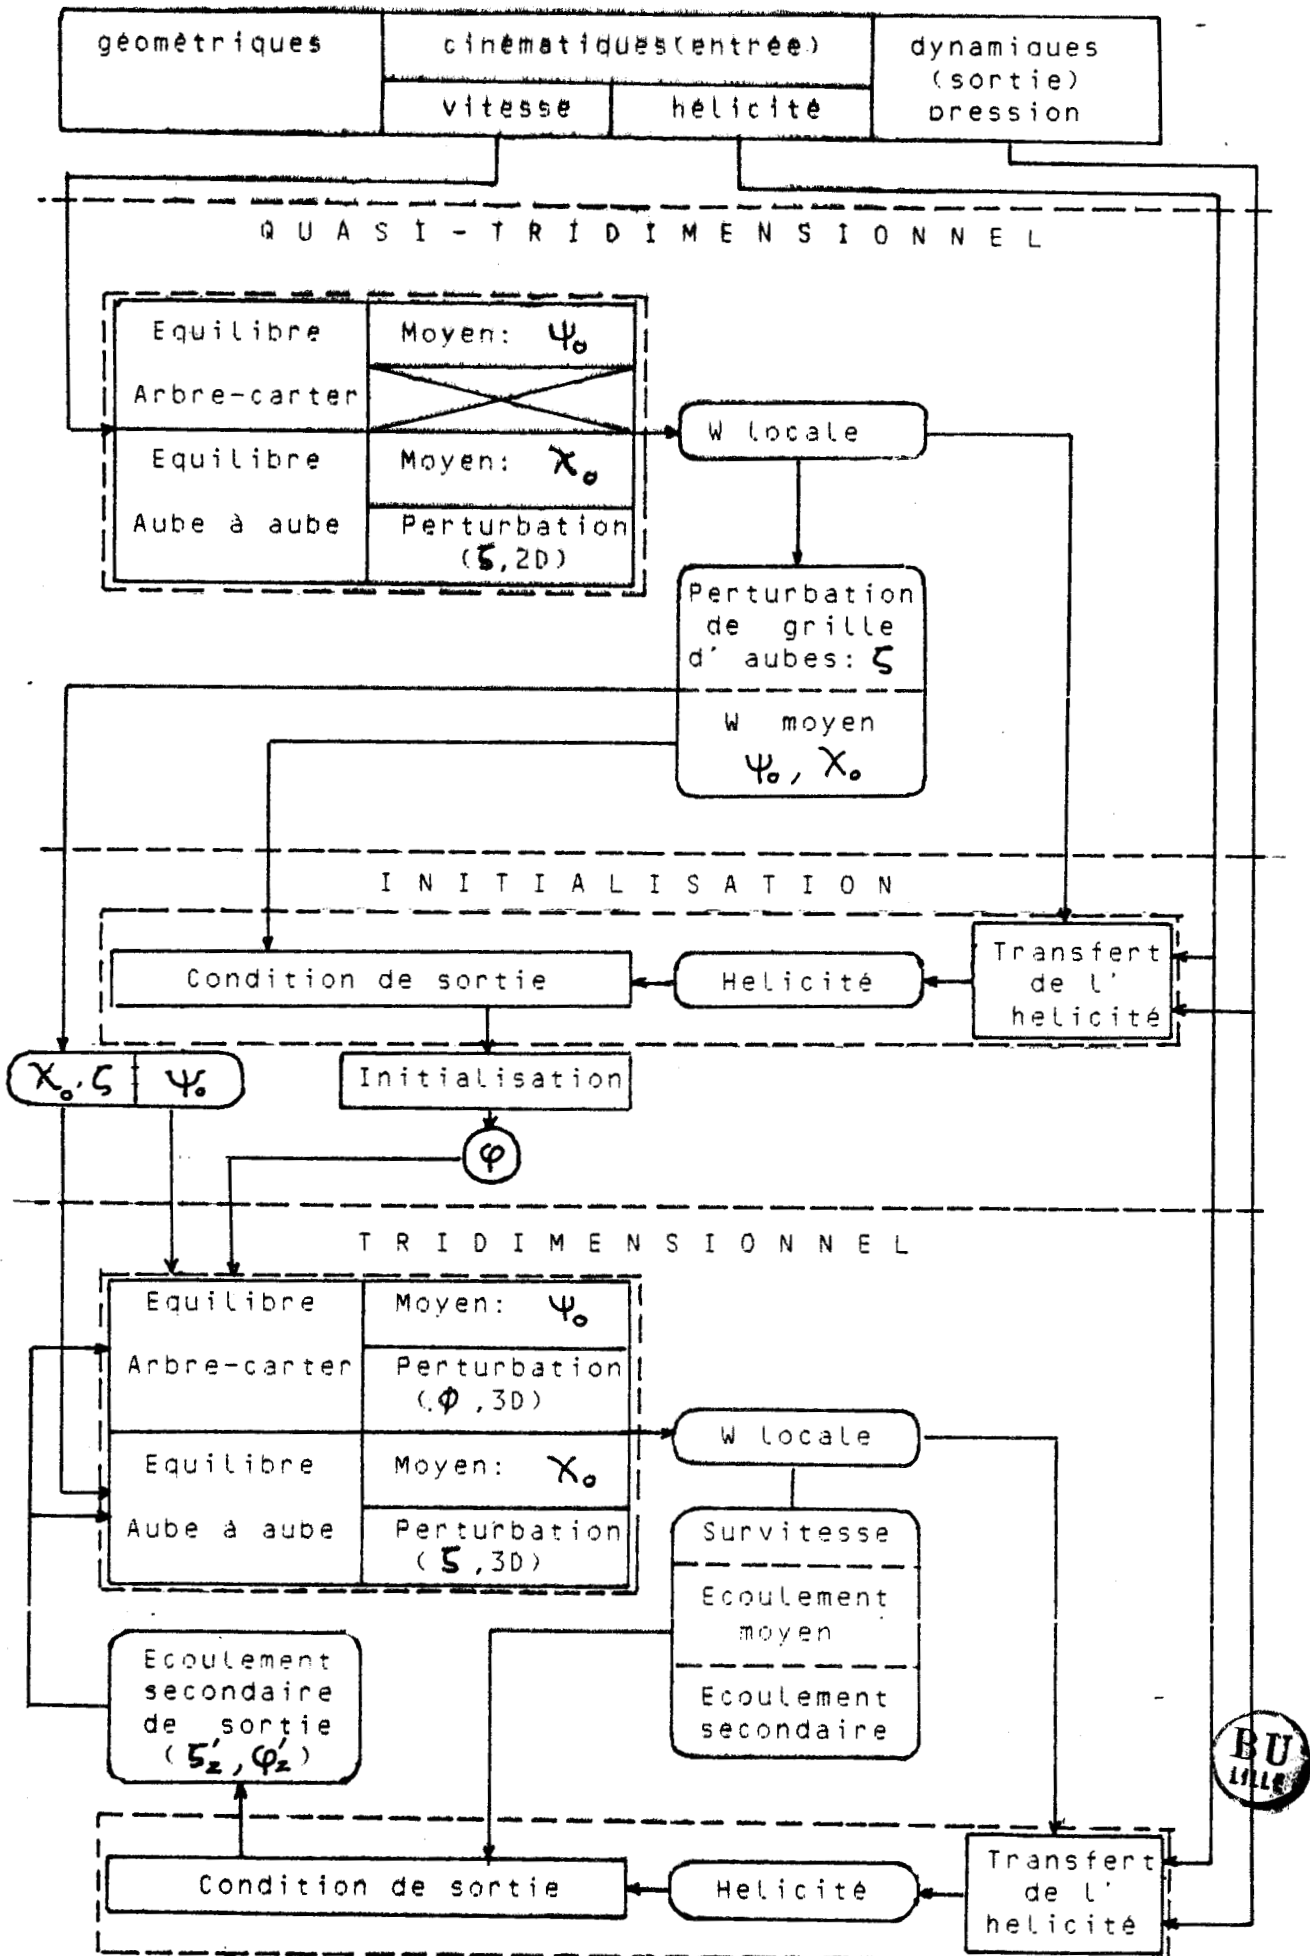 géométriques
cinématiques(entrée)
vitesse
hélicité
dynamiques
(sortie)
pression
QUASI-TRIDIMENSIONNEL
Equilibre
Arbre-carter
Moyen: Ψ₀
Equilibre
Aube à aube
Moyen: χ₀
Perturbation
(ζ,2D)
W locale
Perturbation
de grille
d' aubes: ζ
W moyen
Ψ₀, χ₀
INITIALISATION
Condition de sortie
Helicité
Transfert
de l'
helicité
χ₀.ζ
Ψ₀
Initialisation
φ
TRIDIMENSIONNEL
Equilibre
Arbre-carter
Moyen: Ψ₀
Perturbation
(φ,3D)
Equilibre
Aube à aube
Moyen: χ₀
Perturbation
(ζ,3D)
W locale
Survitesse
Ecoulement
moyen
Ecoulement
secondaire
Ecoulement
secondaire
de sortie
(ζ'z, φ'z)
BU
LILLE
Condition de sortie
Helicité
Transfert
de l'
helicité